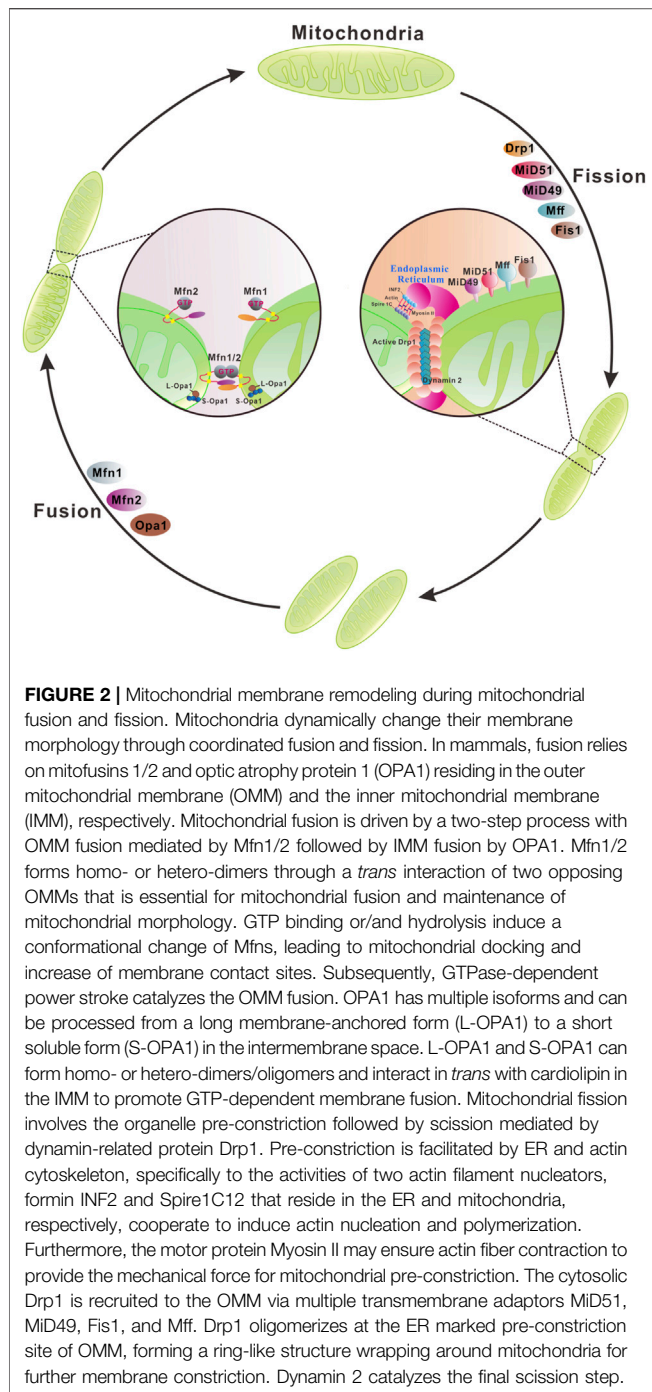 Mitochondria
Drp1
MiD51
MiD49
Mff
Fis1
Fission
Mfn2
GTP
Mfn1
GTP
Mfn1/2
GTP
L-Opa1
S-Opa1
L-Opa1
S-Opa1
Endoplasmic
Reticulum
INF2
Actin
Spire 1C
Myosin II
MiD49
MiD51
Mff
Fis1
Active Drp1
Dynamin 2
Mfn1
Mfn2
Opa1
Fusion
FIGURE 2 | Mitochondrial membrane remodeling during mitochondrial
fusion and fission. Mitochondria dynamically change their membrane
morphology through coordinated fusion and fission. In mammals, fusion relies
on mitofusins 1/2 and optic atrophy protein 1 (OPA1) residing in the outer
mitochondrial membrane (OMM) and the inner mitochondrial membrane
(IMM), respectively. Mitochondrial fusion is driven by a two-step process with
OMM fusion mediated by Mfn1/2 followed by IMM fusion by OPA1. Mfn1/2
forms homo- or hetero-dimers through a trans interaction of two opposing
OMMs that is essential for mitochondrial fusion and maintenance of
mitochondrial morphology. GTP binding or/and hydrolysis induce a
conformational change of Mfns, leading to mitochondrial docking and
increase of membrane contact sites. Subsequently, GTPase-dependent
power stroke catalyzes the OMM fusion. OPA1 has multiple isoforms and can
be processed from a long membrane-anchored form (L-OPA1) to a short
soluble form (S-OPA1) in the intermembrane space. L-OPA1 and S-OPA1 can
form homo- or hetero-dimers/oligomers and interact in trans with cardiolipin in
the IMM to promote GTP-dependent membrane fusion. Mitochondrial fission
involves the organelle pre-constriction followed by scission mediated by
dynamin-related protein Drp1. Pre-constriction is facilitated by ER and actin
cytoskeleton, specifically to the activities of two actin filament nucleators,
formin INF2 and Spire1C12 that reside in the ER and mitochondria,
respectively, cooperate to induce actin nucleation and polymerization.
Furthermore, the motor protein Myosin II may ensure actin fiber contraction to
provide the mechanical force for mitochondrial pre-constriction. The cytosolic
Drp1 is recruited to the OMM via multiple transmembrane adaptors MiD51,
MiD49, Fis1, and Mff. Drp1 oligomerizes at the ER marked pre-constriction
site of OMM, forming a ring-like structure wrapping around mitochondria for
further membrane constriction. Dynamin 2 catalyzes the final scission step.